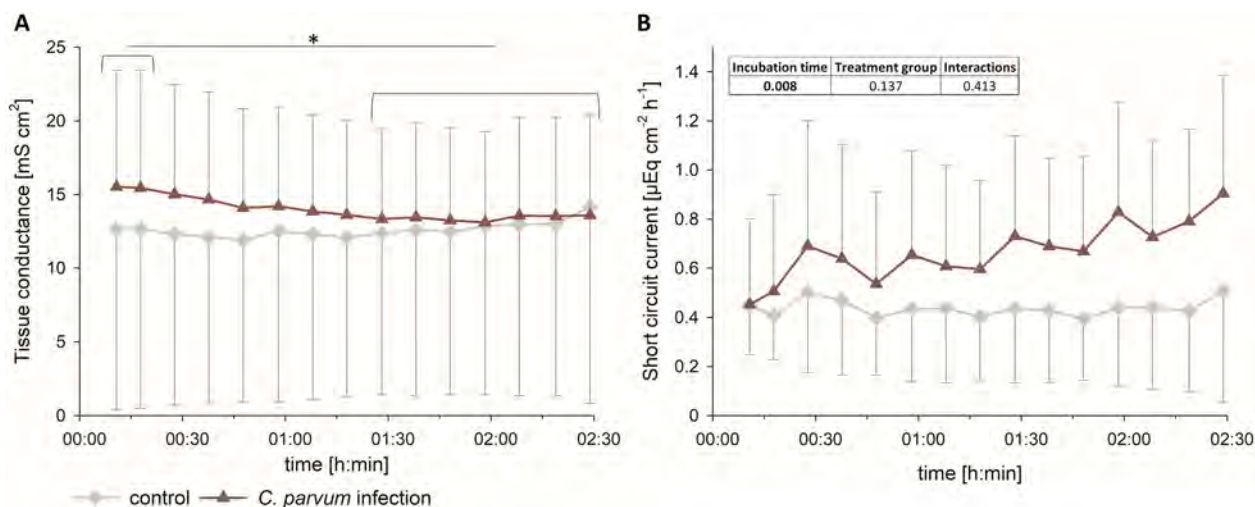 A
*
25
20
15
10
5
0
Tissue conductance [mS cm²]
00:00 00:30 01:00 01:30 02:00 02:30
time [h:min]
control C. parvum infection
B
Incubation time Treatment group Interactions
0.008 0.137 0.413
1.4
1.2
1.0
0.8
0.6
0.4
0.2
0
Short circuit current [µEq cm⁻² h⁻¹]
00:00 00:30 01:00 01:30 02:00 02:30
time [h:min]